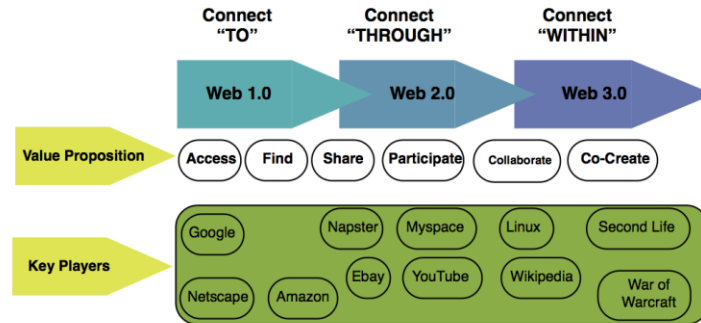 Connect
“TO”
Connect
“THROUGH”
Connect
“WITHIN”
Web 1.0
Web 2.0
Web 3.0
Value Proposition
Access
Find
Share
Participate
Collaborate
Co-Create
Key Players
Google
Napster
Myspace
Linux
Second Life
Netscape
Amazon
Ebay
YouTube
Wikipedia
War of
Warcraft